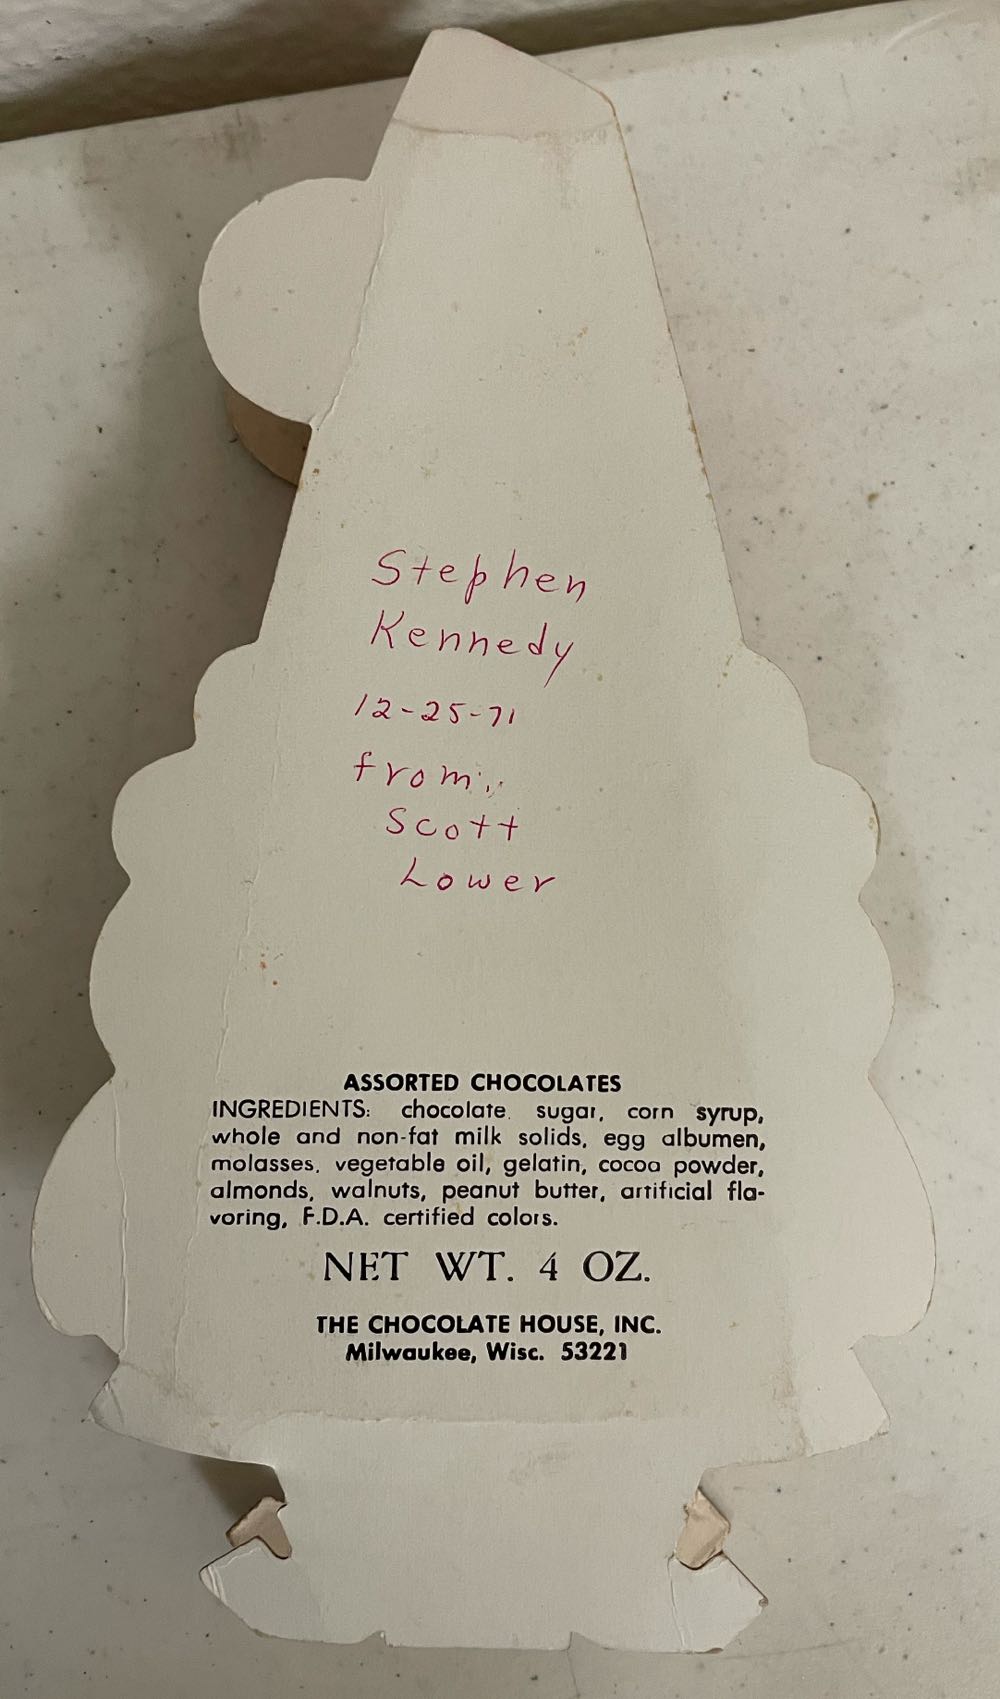 Stephen
Kennedy
12-25-71
from:,
Scott
Lower
ASSORTED CHOCOLATES
INGREDIENTS: chocolate, sugar, corn syrup,
whole and non-fat milk solids, egg albumen,
molasses, vegetable oil, gelatin, cocoa powder,
almonds, walnuts, peanut butter, artificial fla-
voring, F.D.A. certified colors.
NET WT. 4 OZ.
THE CHOCOLATE HOUSE, INC.
Milwaukee, Wisc. 53221